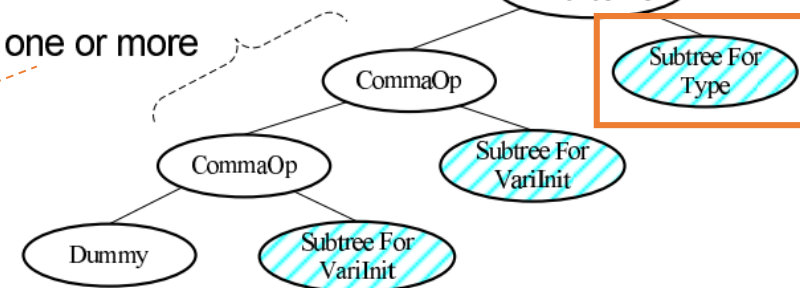 one or more
Subtree For
Type
CommaOp
Subtree For
VariInit
CommaOp
Dummy
Subtree For
VariInit